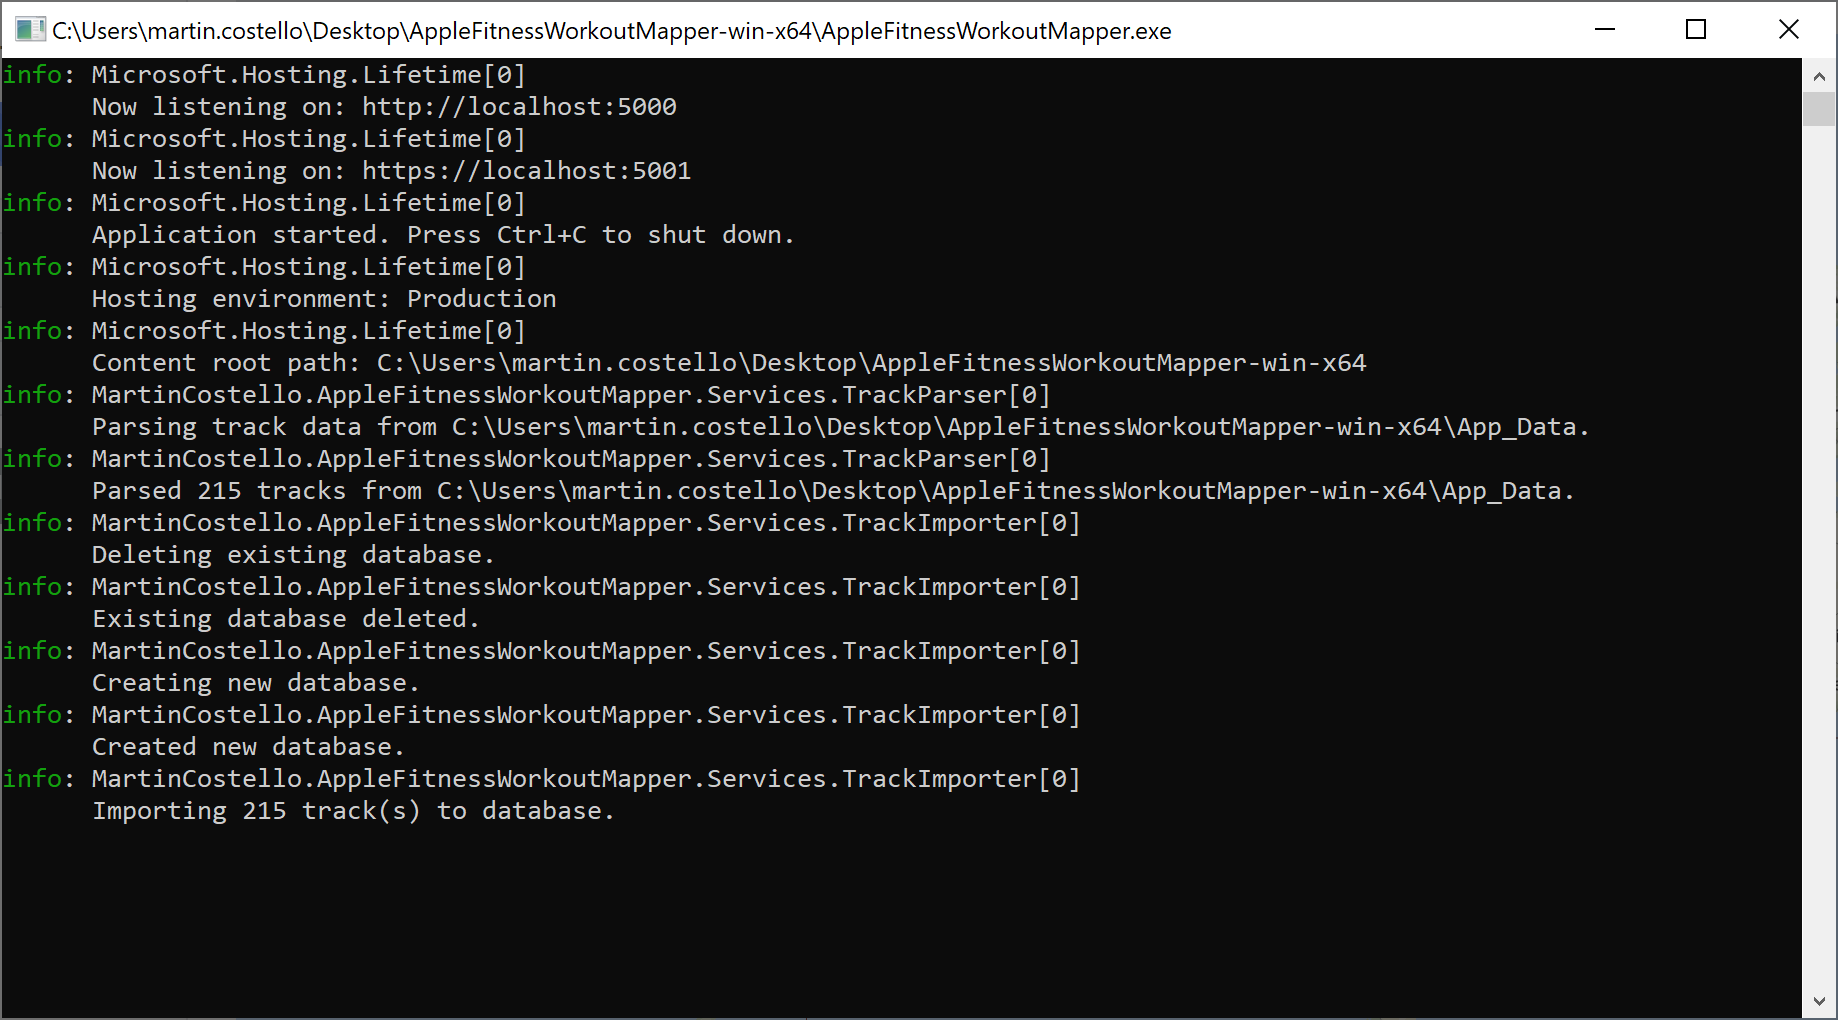 C:\Users\martin.costello\Desktop\AppleFitnessWorkoutMapper-win-x64\AppleFitnessWorkoutMapper.exe
info: Microsoft.Hosting.Lifetime[0]
      Now listening on: http://localhost:5000
info: Microsoft.Hosting.Lifetime[0]
      Now listening on: https://localhost:5001
info: Microsoft.Hosting.Lifetime[0]
      Application started. Press Ctrl+C to shut down.
info: Microsoft.Hosting.Lifetime[0]
      Hosting environment: Production
info: Microsoft.Hosting.Lifetime[0]
      Content root path: C:\Users\martin.costello\Desktop\AppleFitnessWorkoutMapper-win-x64
info: MartinCostello.AppleFitnessWorkoutMapper.Services.TrackParser[0]
      Parsing track data from C:\Users\martin.costello\Desktop\AppleFitnessWorkoutMapper-win-x64\App_Data.
info: MartinCostello.AppleFitnessWorkoutMapper.Services.TrackParser[0]
      Parsed 215 tracks from C:\Users\martin.costello\Desktop\AppleFitnessWorkoutMapper-win-x64\App_Data.
info: MartinCostello.AppleFitnessWorkoutMapper.Services.TrackImporter[0]
      Deleting existing database.
info: MartinCostello.AppleFitnessWorkoutMapper.Services.TrackImporter[0]
      Existing database deleted.
info: MartinCostello.AppleFitnessWorkoutMapper.Services.TrackImporter[0]
      Creating new database.
info: MartinCostello.AppleFitnessWorkoutMapper.Services.TrackImporter[0]
      Created new database.
info: MartinCostello.AppleFitnessWorkoutMapper.Services.TrackImporter[0]
      Importing 215 track(s) to database.